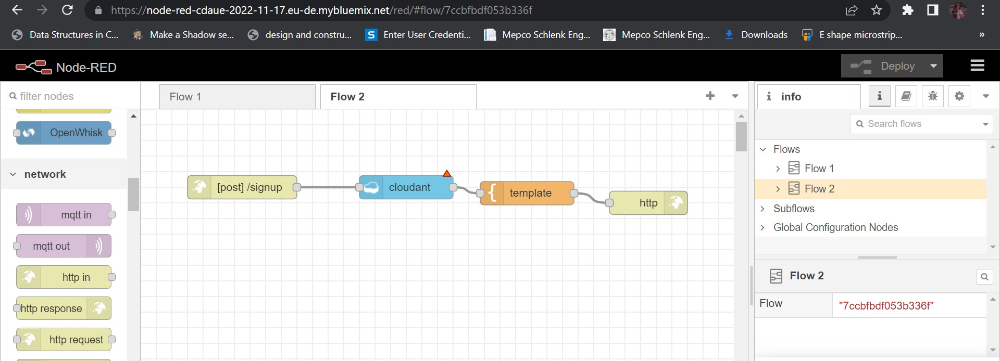 https://node-red-cdaue-2022-11-17.eu-de.mybluemix.net/red/#flow/7ccbfbdf053b336f
Data Structures in C... Make a Shadow se... design and constru... S Enter User Credenti... Mepco Schlenk Eng... Mepco Schlenk Eng... Downloads E shape microstrip... »
Node-RED Deploy
filter nodes Flow 1 Flow 2 info
OpenWhisk Search flows
network
Flows
Flow 1
Flow 2
Subflows
Global Configuration Nodes
[post] /signup cloudant template http
mqtt in
mqtt out
http in
http response
http request
Flow 2
Flow "7ccbfbdf053b336f"